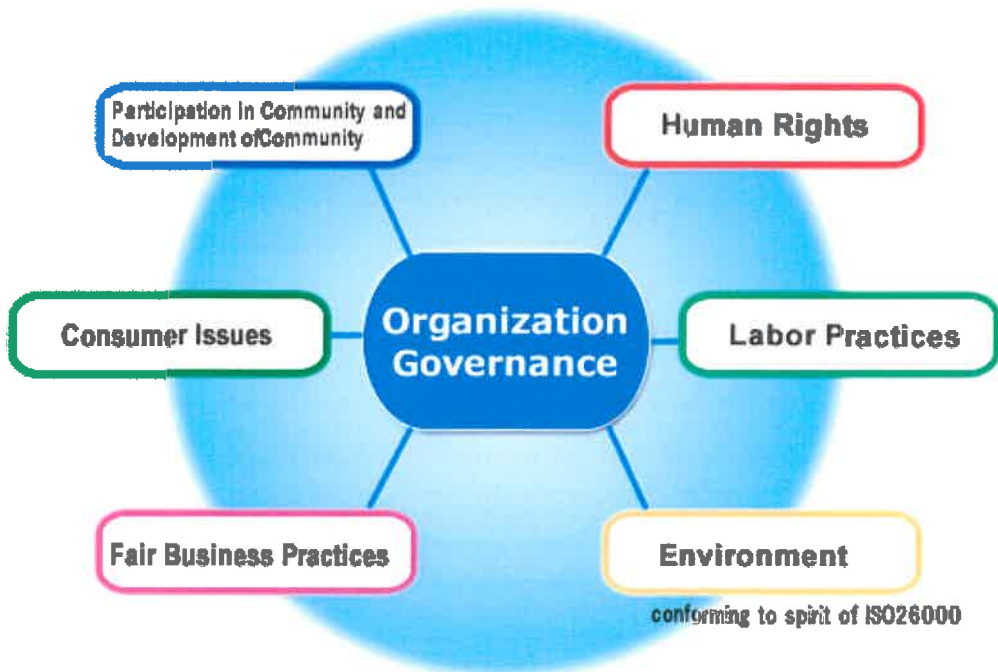 Participation in Community and
Development ofCommunity
Human Rights
Consumer Issues
Organization
Governance
Labor Practices
Fair Business Practices
Environment
conforming to spirit of ISO26000